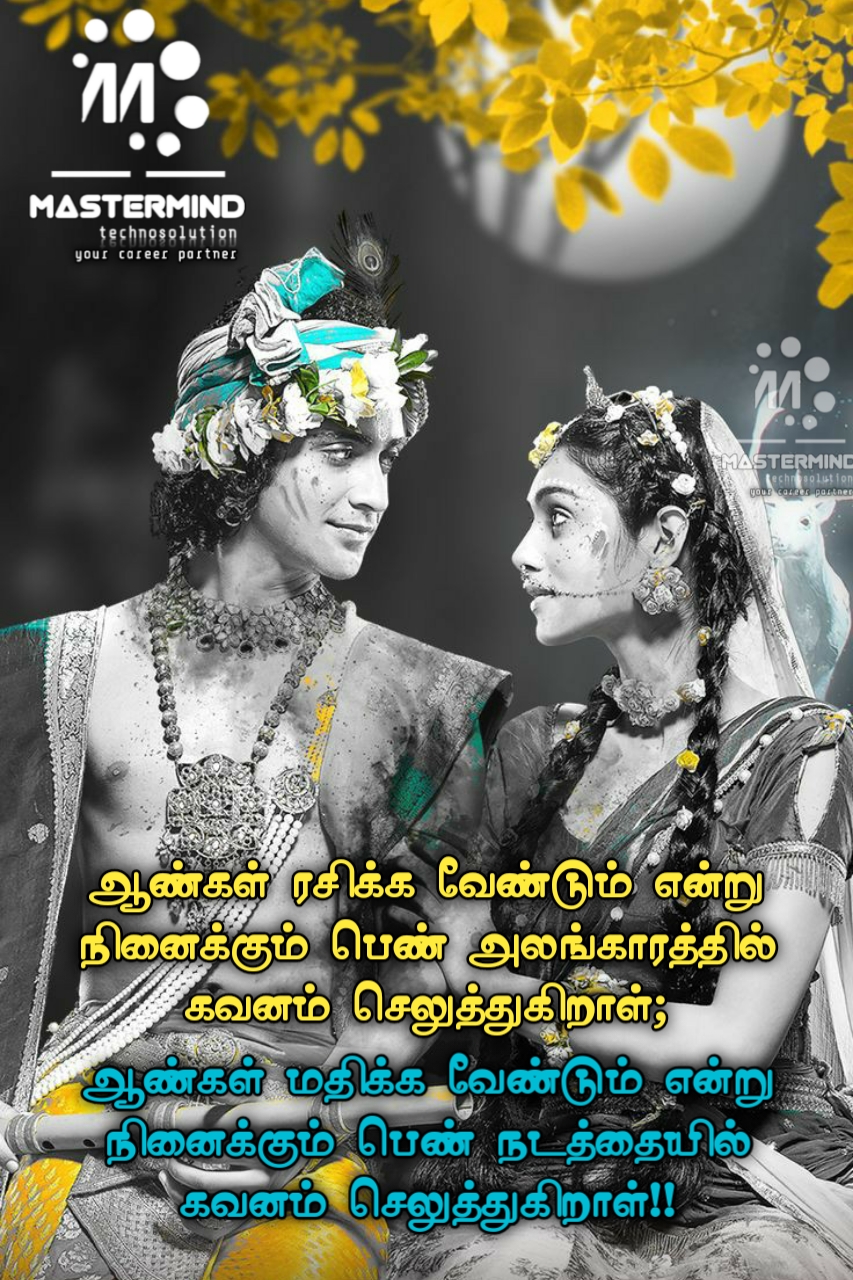 M
MASTERMIND
technosolution
your career partner
M
MASTERMIND
technosolution
your career partner
ஆண்கள் ரசிக்க வேண்டும் என்று
நினைக்கும் பெண் அலங்காரத்தில்
கவனம் செலுத்துகிறாள்;
ஆண்கள் மதிக்க வேண்டும் என்று
நினைக்கும் பெண் நடத்தையில்
கவனம் செலுத்துகிறாள்!!